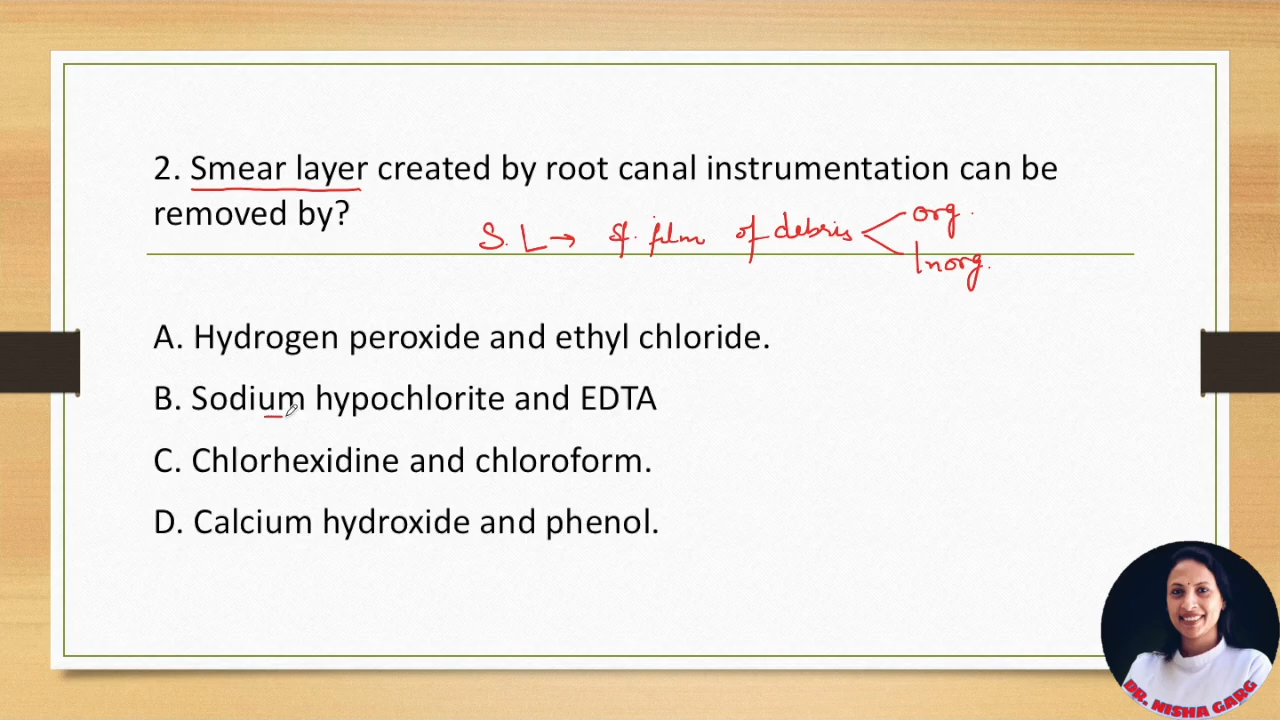 2. Smear layer created by root canal instrumentation can be
removed by?
S. L → sf. film of debris
org.
Inorg.
A. Hydrogen peroxide and ethyl chloride.
B. Sodium hypochlorite and EDTA
C. Chlorhexidine and chloroform.
D. Calcium hydroxide and phenol.
DR. NISHA GARG